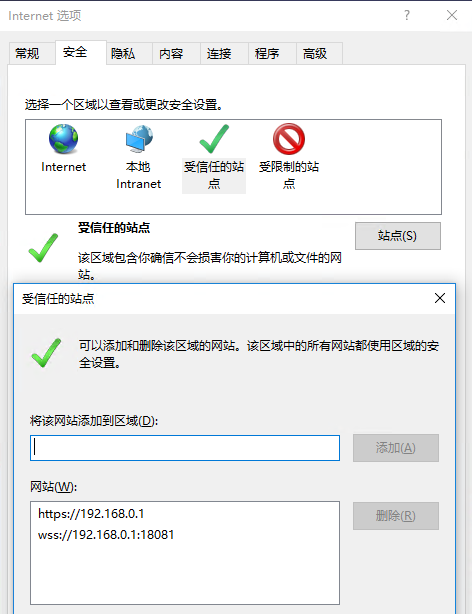 Internet 选项
常规 安全 隐私 内容 连接 程序 高级
选择一个区域以查看或更改安全设置。
Internet
本地
Intranet
受信任的站
点
受限制的站
点
受信任的站点
站点(S)
该区域包含你确信不会损害你的计算机或文件的网
站。
受信任的站点
可以添加和删除该区域的网站。该区域中的所有网站都使用区域的安
全设置。
将该网站添加到区域(D):
添加(A)
网站(W):
https://192.168.0.1
wss://192.168.0.1:18081
删除(R)